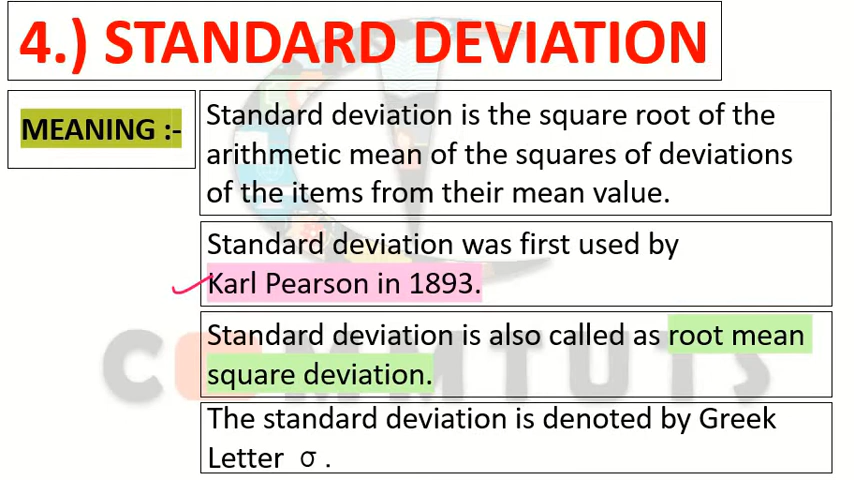 4.) STANDARD DEVIATION
MEANING :-
Standard deviation is the square root of the
arithmetic mean of the squares of deviations
of the items from their mean value.
Standard deviation was first used by
Karl Pearson in 1893.
Standard deviation is also called as root mean
square deviation.
COMMTUTS
The standard deviation is denoted by Greek
Letter σ.